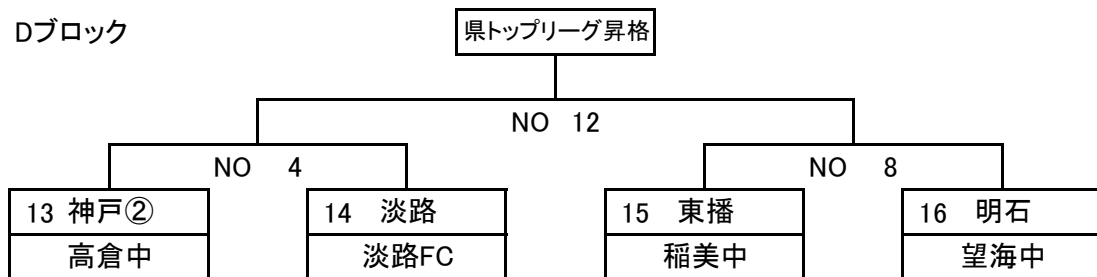 Dブロック
県トップリーグ昇格
NO 12
NO 4
NO 8
13 神戸②
14 淡路
15 東播
16 明石
高倉中
淡路FC
稲美中
望海中